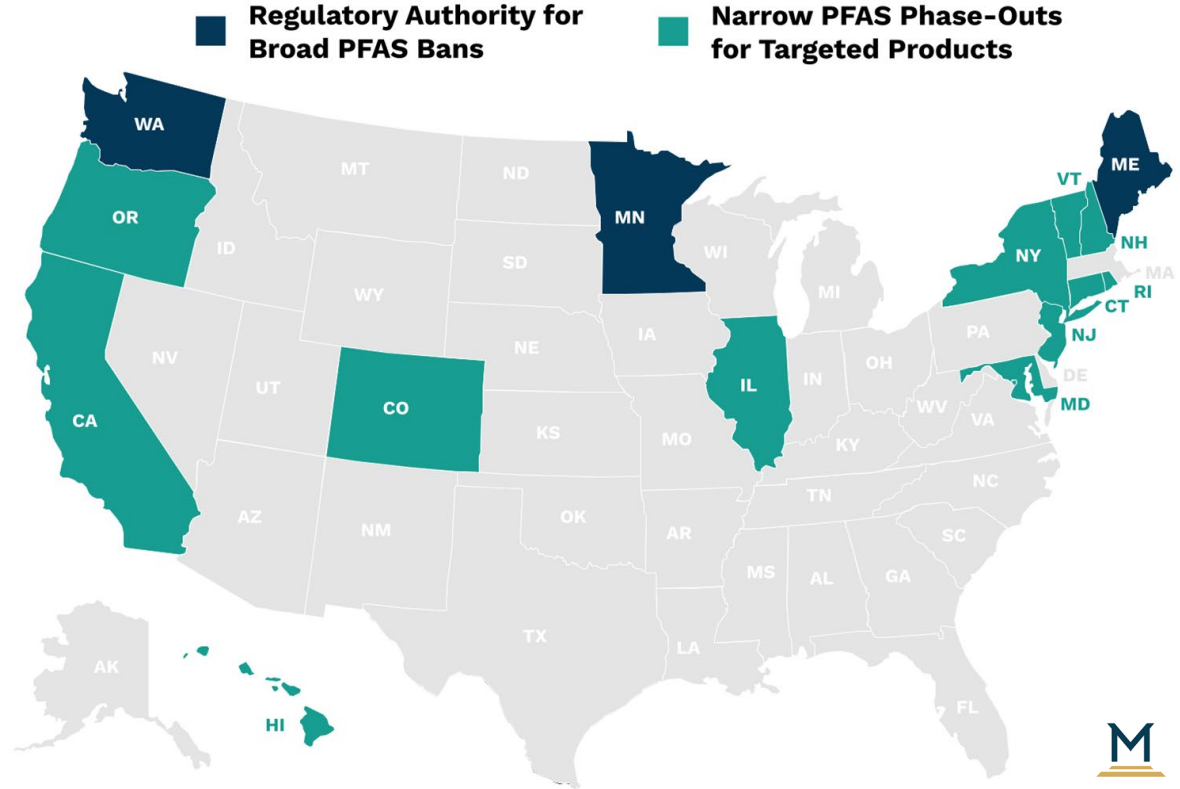 Regulatory Authority for
Broad PFAS Bans
Narrow PFAS Phase-Outs
for Targeted Products
WA
ME
MT
ND
VT
OR
MN
NH
ID
WI
NY
SD
MA
WY
MI
RI
CT
IA
PA
NJ
NE
NV
OH
UT
IL
IN
DE
CO
MD
WV
CA
VA
KS
MO
KY
NC
TN
AZ
NM
OK
AR
SC
MS
AL
GA
TX
LA
AK
FL
HI
M